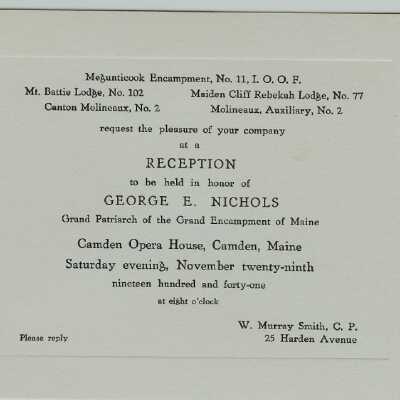 Megunticook Encampment, No. 11, I. O. O. F.
Mt. Battie Lodge, No. 102 Maiden Cliff Rebekah Lodge, No. 77
Canton Molineaux, No. 2 Molineaux, Auxiliary, No. 2
request the pleasure of your company
at a
RECEPTION
to be held in honor of
GEORGE E. NICHOLS
Grand Patriarch of the Grand Encampment of Maine
Camden Opera House, Camden, Maine
Saturday evening, November twenty-ninth
nineteen hundred and forty-one
at eight o'clock
W. Murray Smith, C. P.
Please reply 25 Harden Avenue